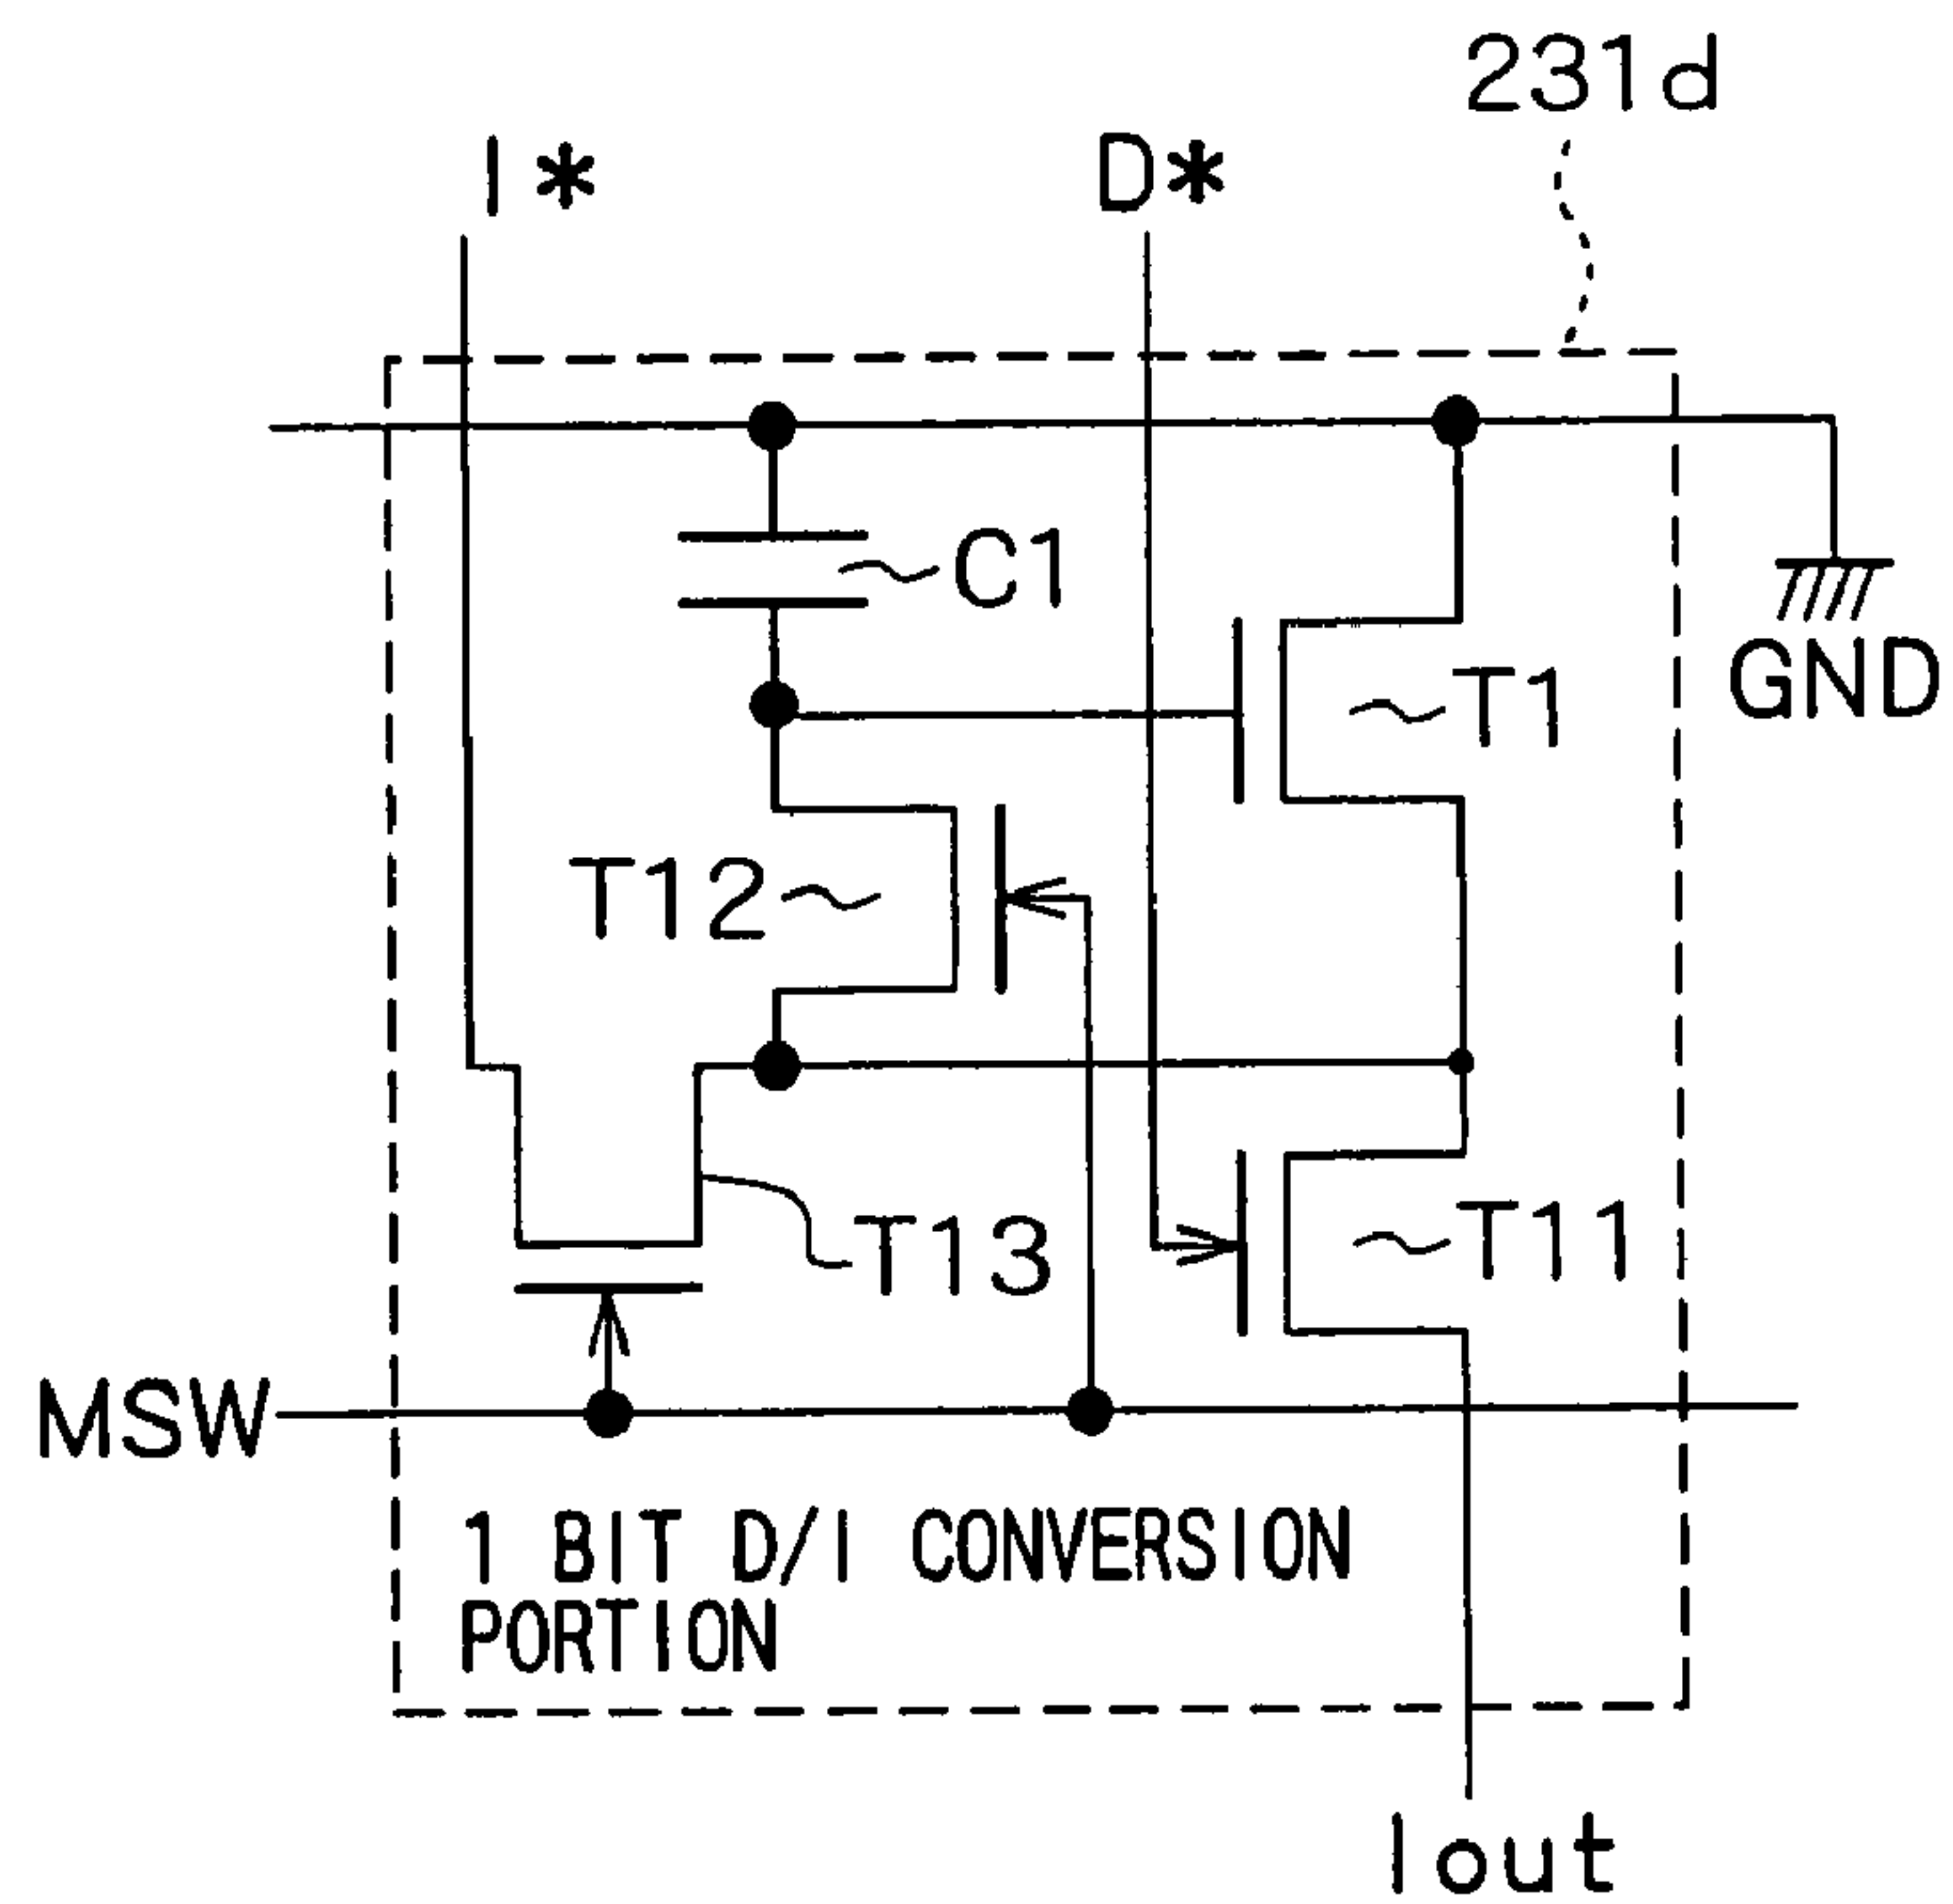 231d
I*
D*
C1
T1
GND
T12
T13
T11
MSW
1 BIT D/I CONVERSION
PORTION
Iout